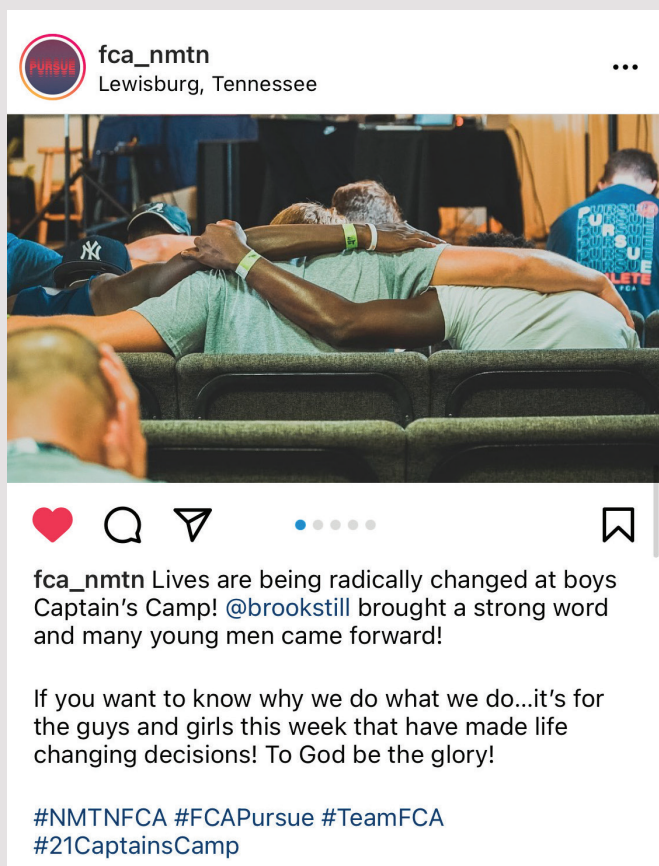 PURSUE
fca_nmtn
Lewisburg, Tennessee
NY
PURSUE
PURSUE
LETE
FCA
fca_nmtn Lives are being radically changed at boys
Captain's Camp! @brookstill brought a strong word
and many young men came forward!
If you want to know why we do what we do...it's for
the guys and girls this week that have made life
changing decisions! To God be the glory!
#NMTNFCA #FCAPursue #TeamFCA
#21CaptainsCamp